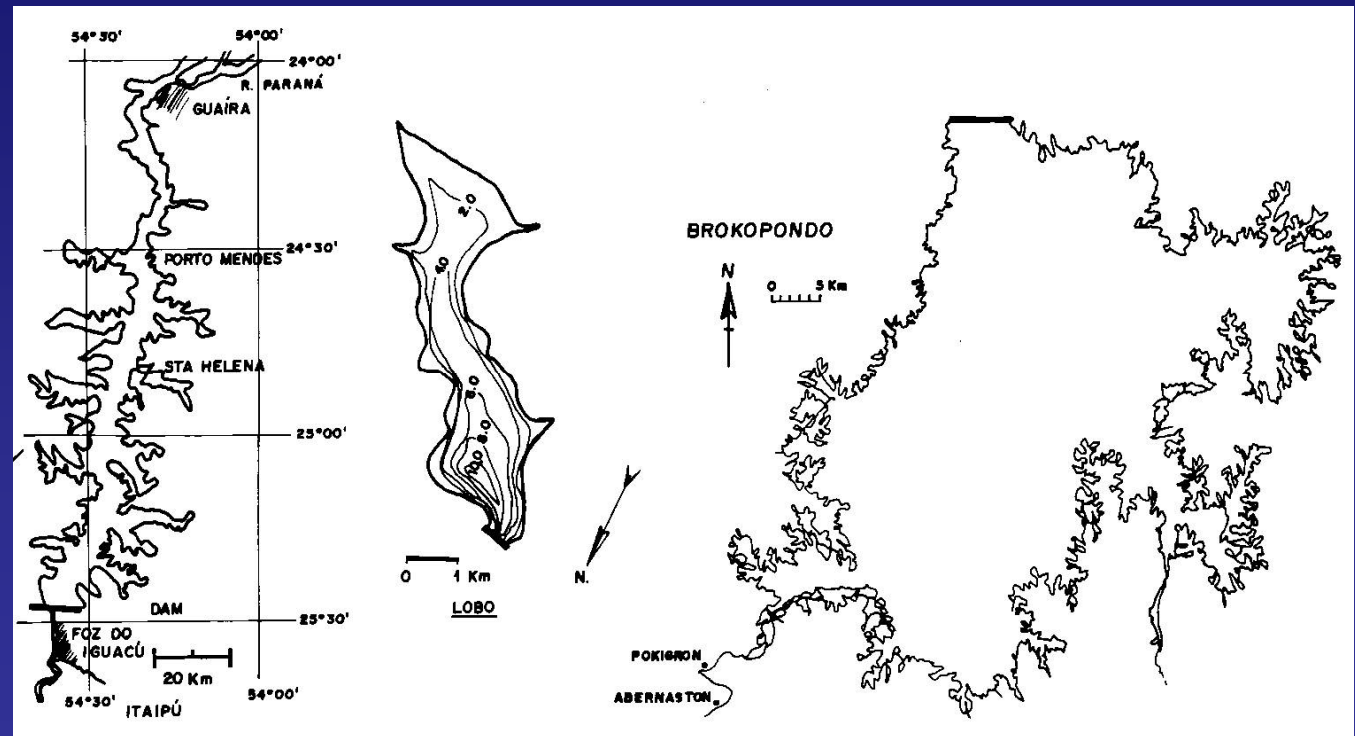 54°30'
54°00'
24°00'
R. PARANÁ
GUAÍRA
24°30'
PORTO MENDES
STA HELENA
25°00'
DAM
25°30'
FOZ DO
IGUACÚ
20 Km
54°30'
54°00'
ITAIPÚ
2.0
4.0
6.0
8.0
10.0
0 1 Km
LOBO
N.
BROKOPONDO
N
0 5 Km
POKIGRON
ABERNASTON